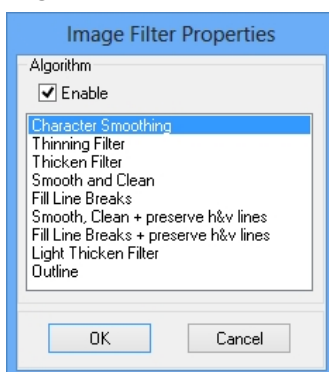 Image Filter Properties
Algorithm
Enable
Character Smoothing
Thinning Filter
Thicken Filter
Smooth and Clean
Fill Line Breaks
Smooth, Clean + preserve h&v lines
Fill Line Breaks + preserve h&v lines
Light Thicken Filter
Outline
OK Cancel